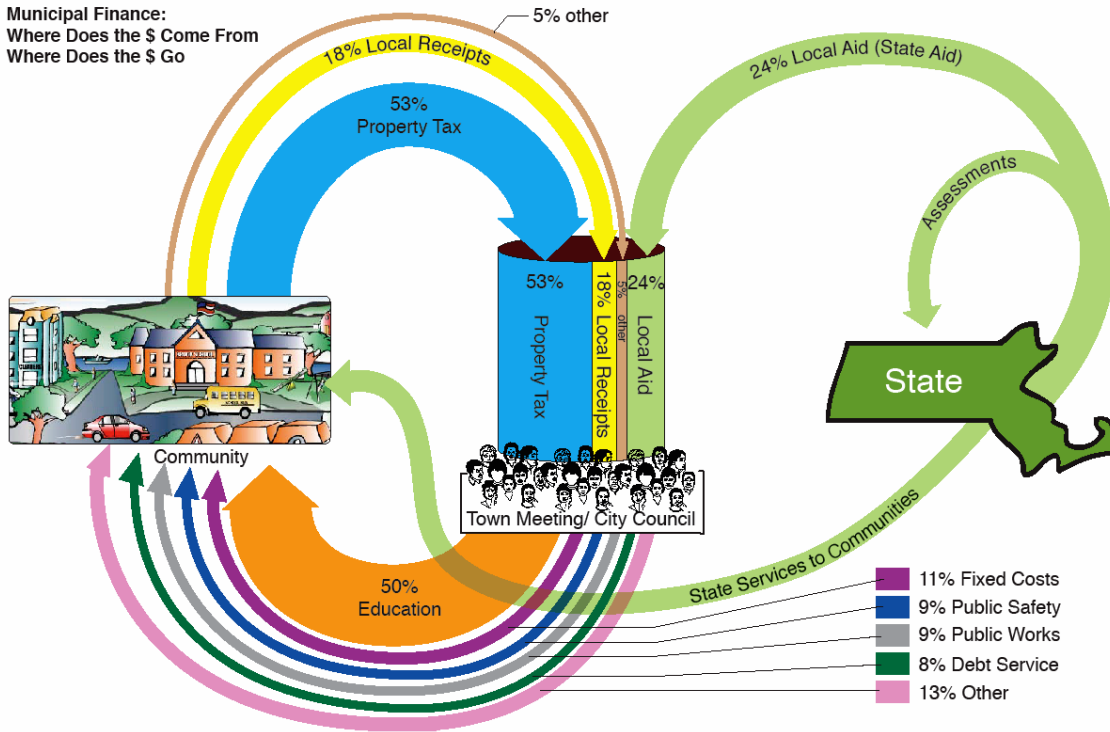 Municipal Finance:
Where Does the $ Come From
Where Does the $ Go
5% other
18% Local Receipts
53%
Property Tax
24% Local Aid (State Aid)
Assessments
53%
Property Tax
18% Local Receipts
5% other
24%
Local Aid
State
Community
Town Meeting/ City Council
State Services to Communities
50%
Education
11% Fixed Costs
9% Public Safety
9% Public Works
8% Debt Service
13% Other